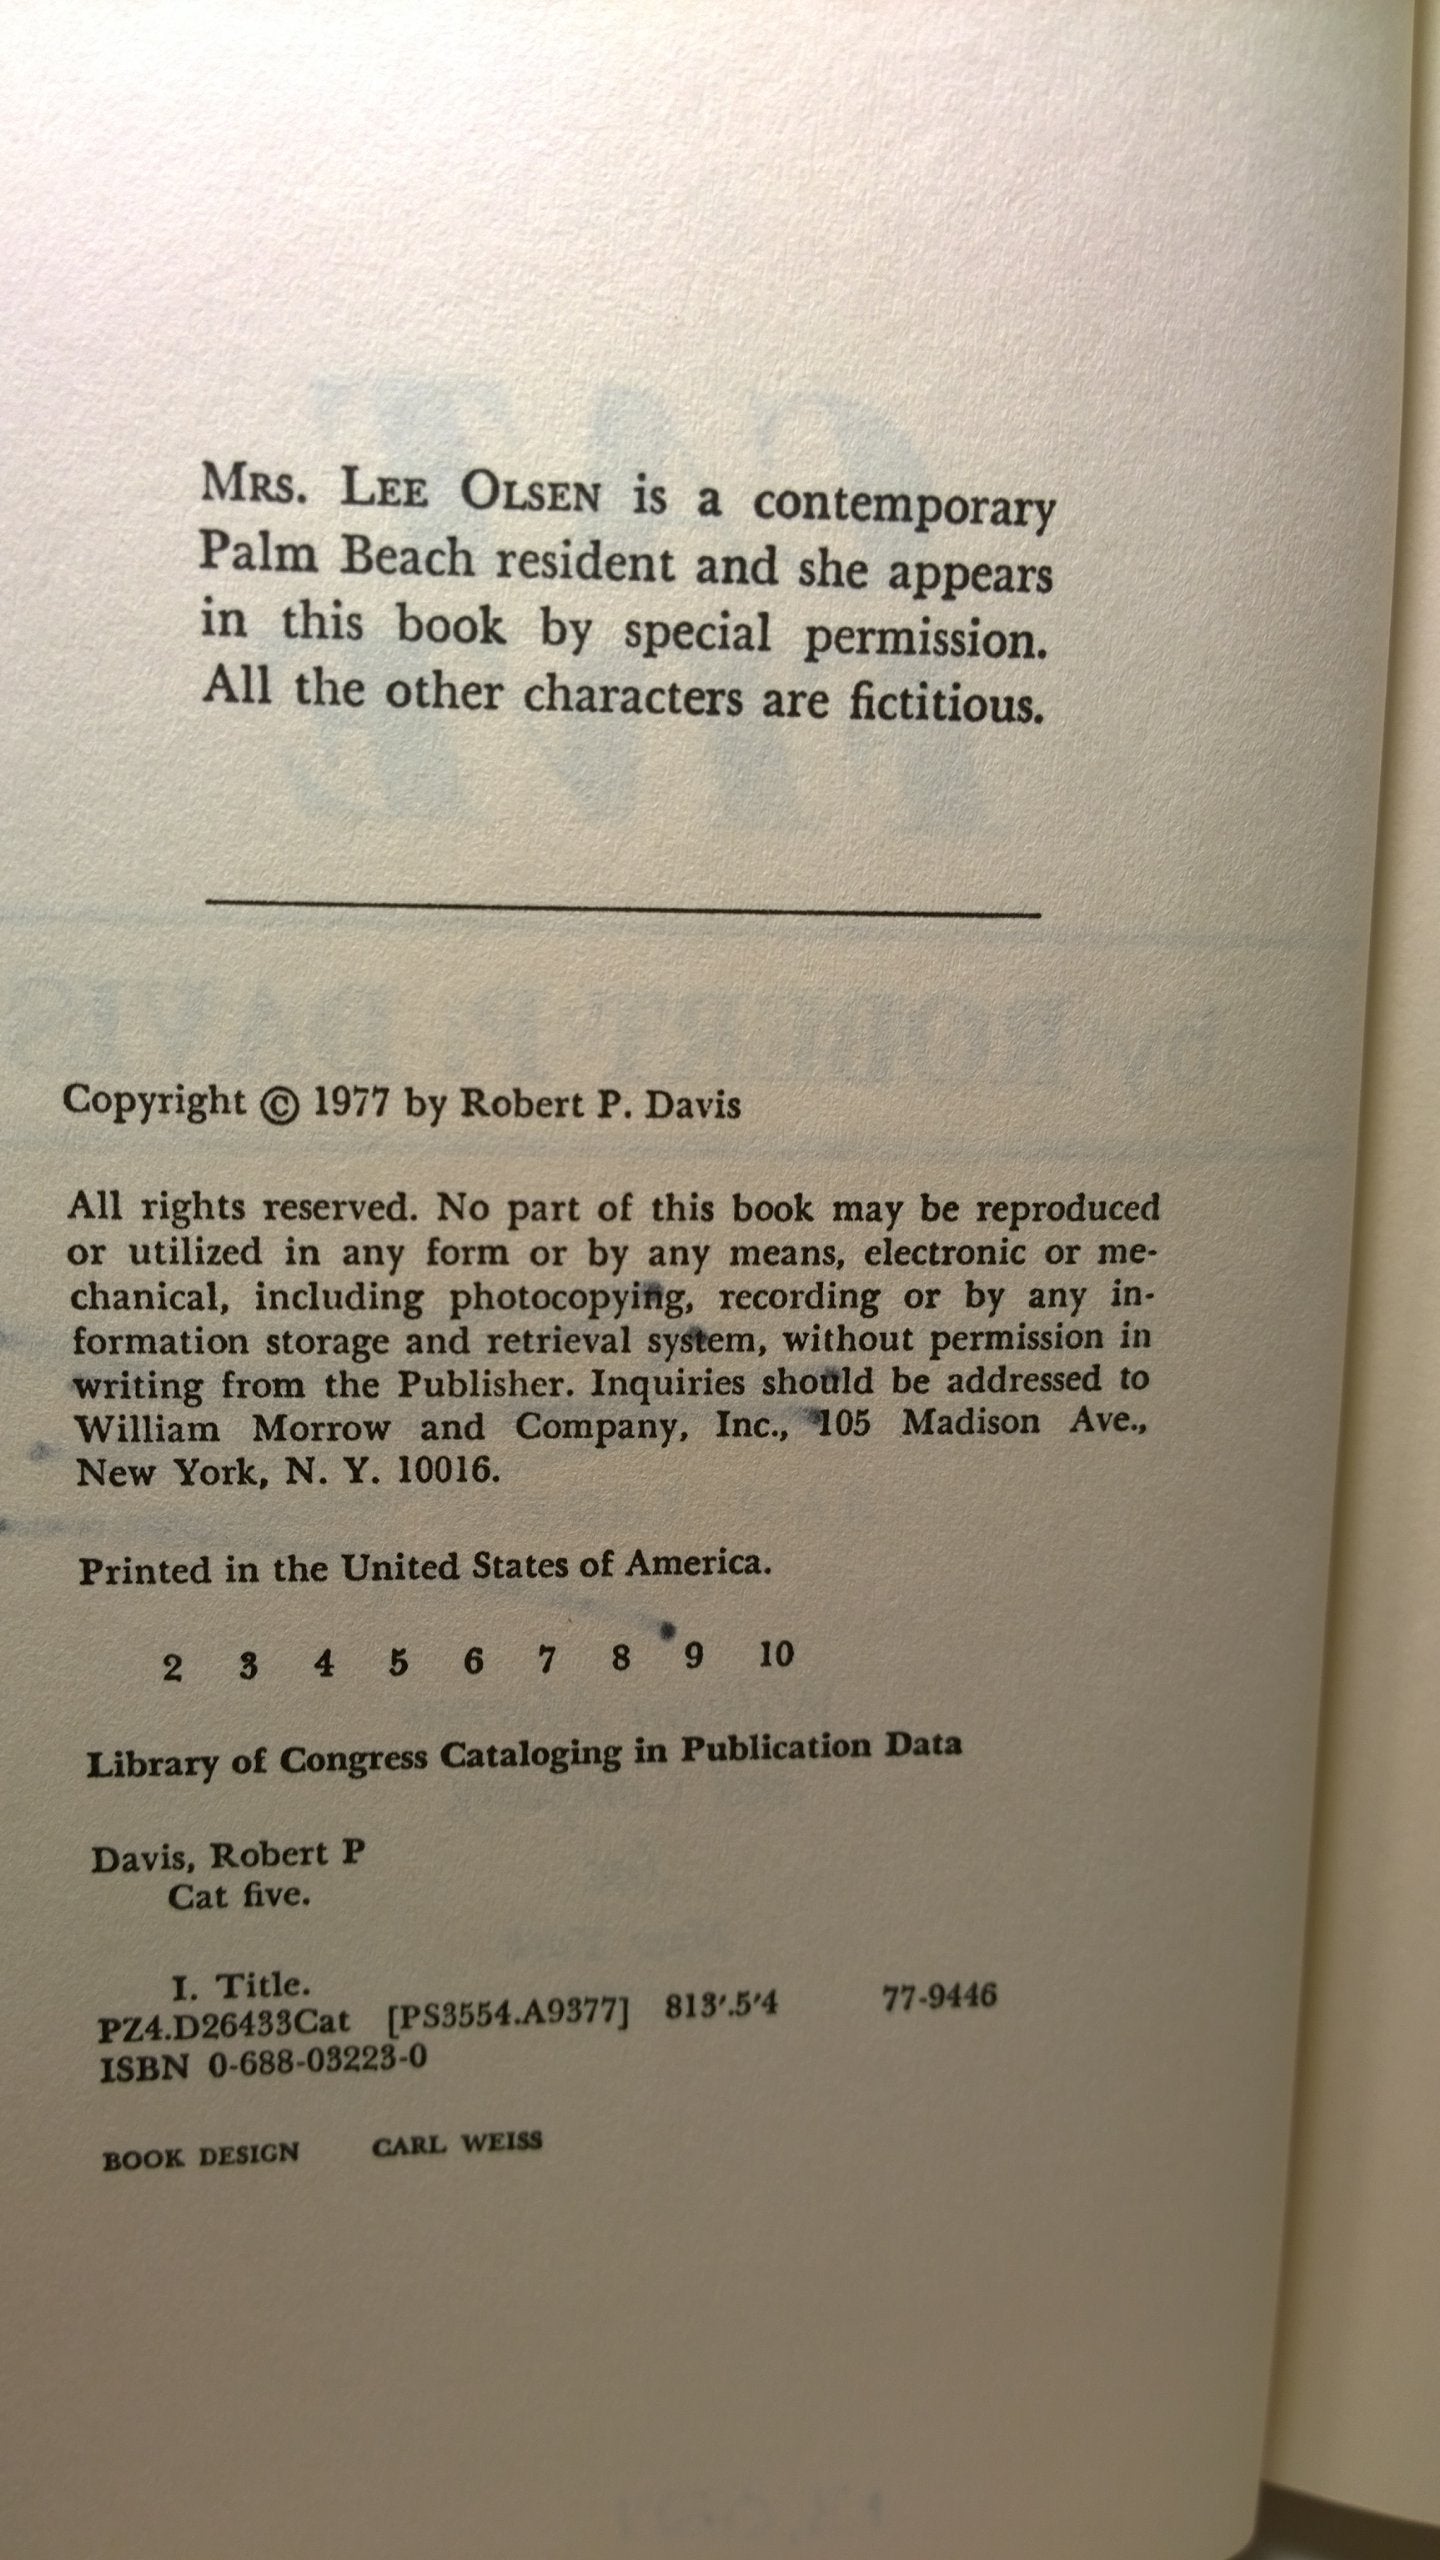 MRS. LEE OLSEN is a contemporary
Palm Beach resident and she appears
in this book by special permission.
All the other characters are fictitious.
Copyright © 1977 by Robert P. Davis
All rights reserved. No part of this book may be reproduced
or utilized in any form or by any means, electronic or me-
chanical, including photocopying, recording or by any in-
formation storage and retrieval system, without permission in
writing from the Publisher. Inquiries should be addressed to
William Morrow and Company, Inc., 105 Madison Ave.,
New York, N. Y. 10016.
Printed in the United States of America.
2 3 4 5 6 7 8 9 10
Library of Congress Cataloging in Publication Data
Davis, Robert P
Cat five.
I. Title.
PZ4.D26433Cat [PS3554.A9377] 813'.5'4 77-9446
ISBN 0-688-03223-0
BOOK DESIGN CARL WEISS